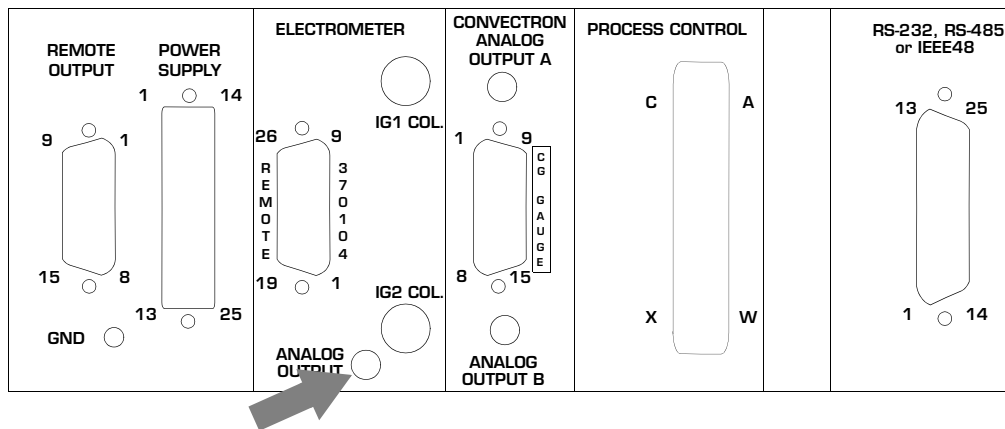 REMOTE
OUTPUT
POWER
SUPPLY
1 14
9 1
15 8
13 25
GND
ELECTROMETER
IG1 COL.
26 9
REMOTE
370104
19 1
IG2 COL.
ANALOG
OUTPUT
CONVECTRON
ANALOG
OUTPUT A
1 9
CG GAUGE
8 15
ANALOG
OUTPUT B
PROCESS CONTROL
C A
X W
RS-232, RS-485
or IEEE48
13 25
1 14